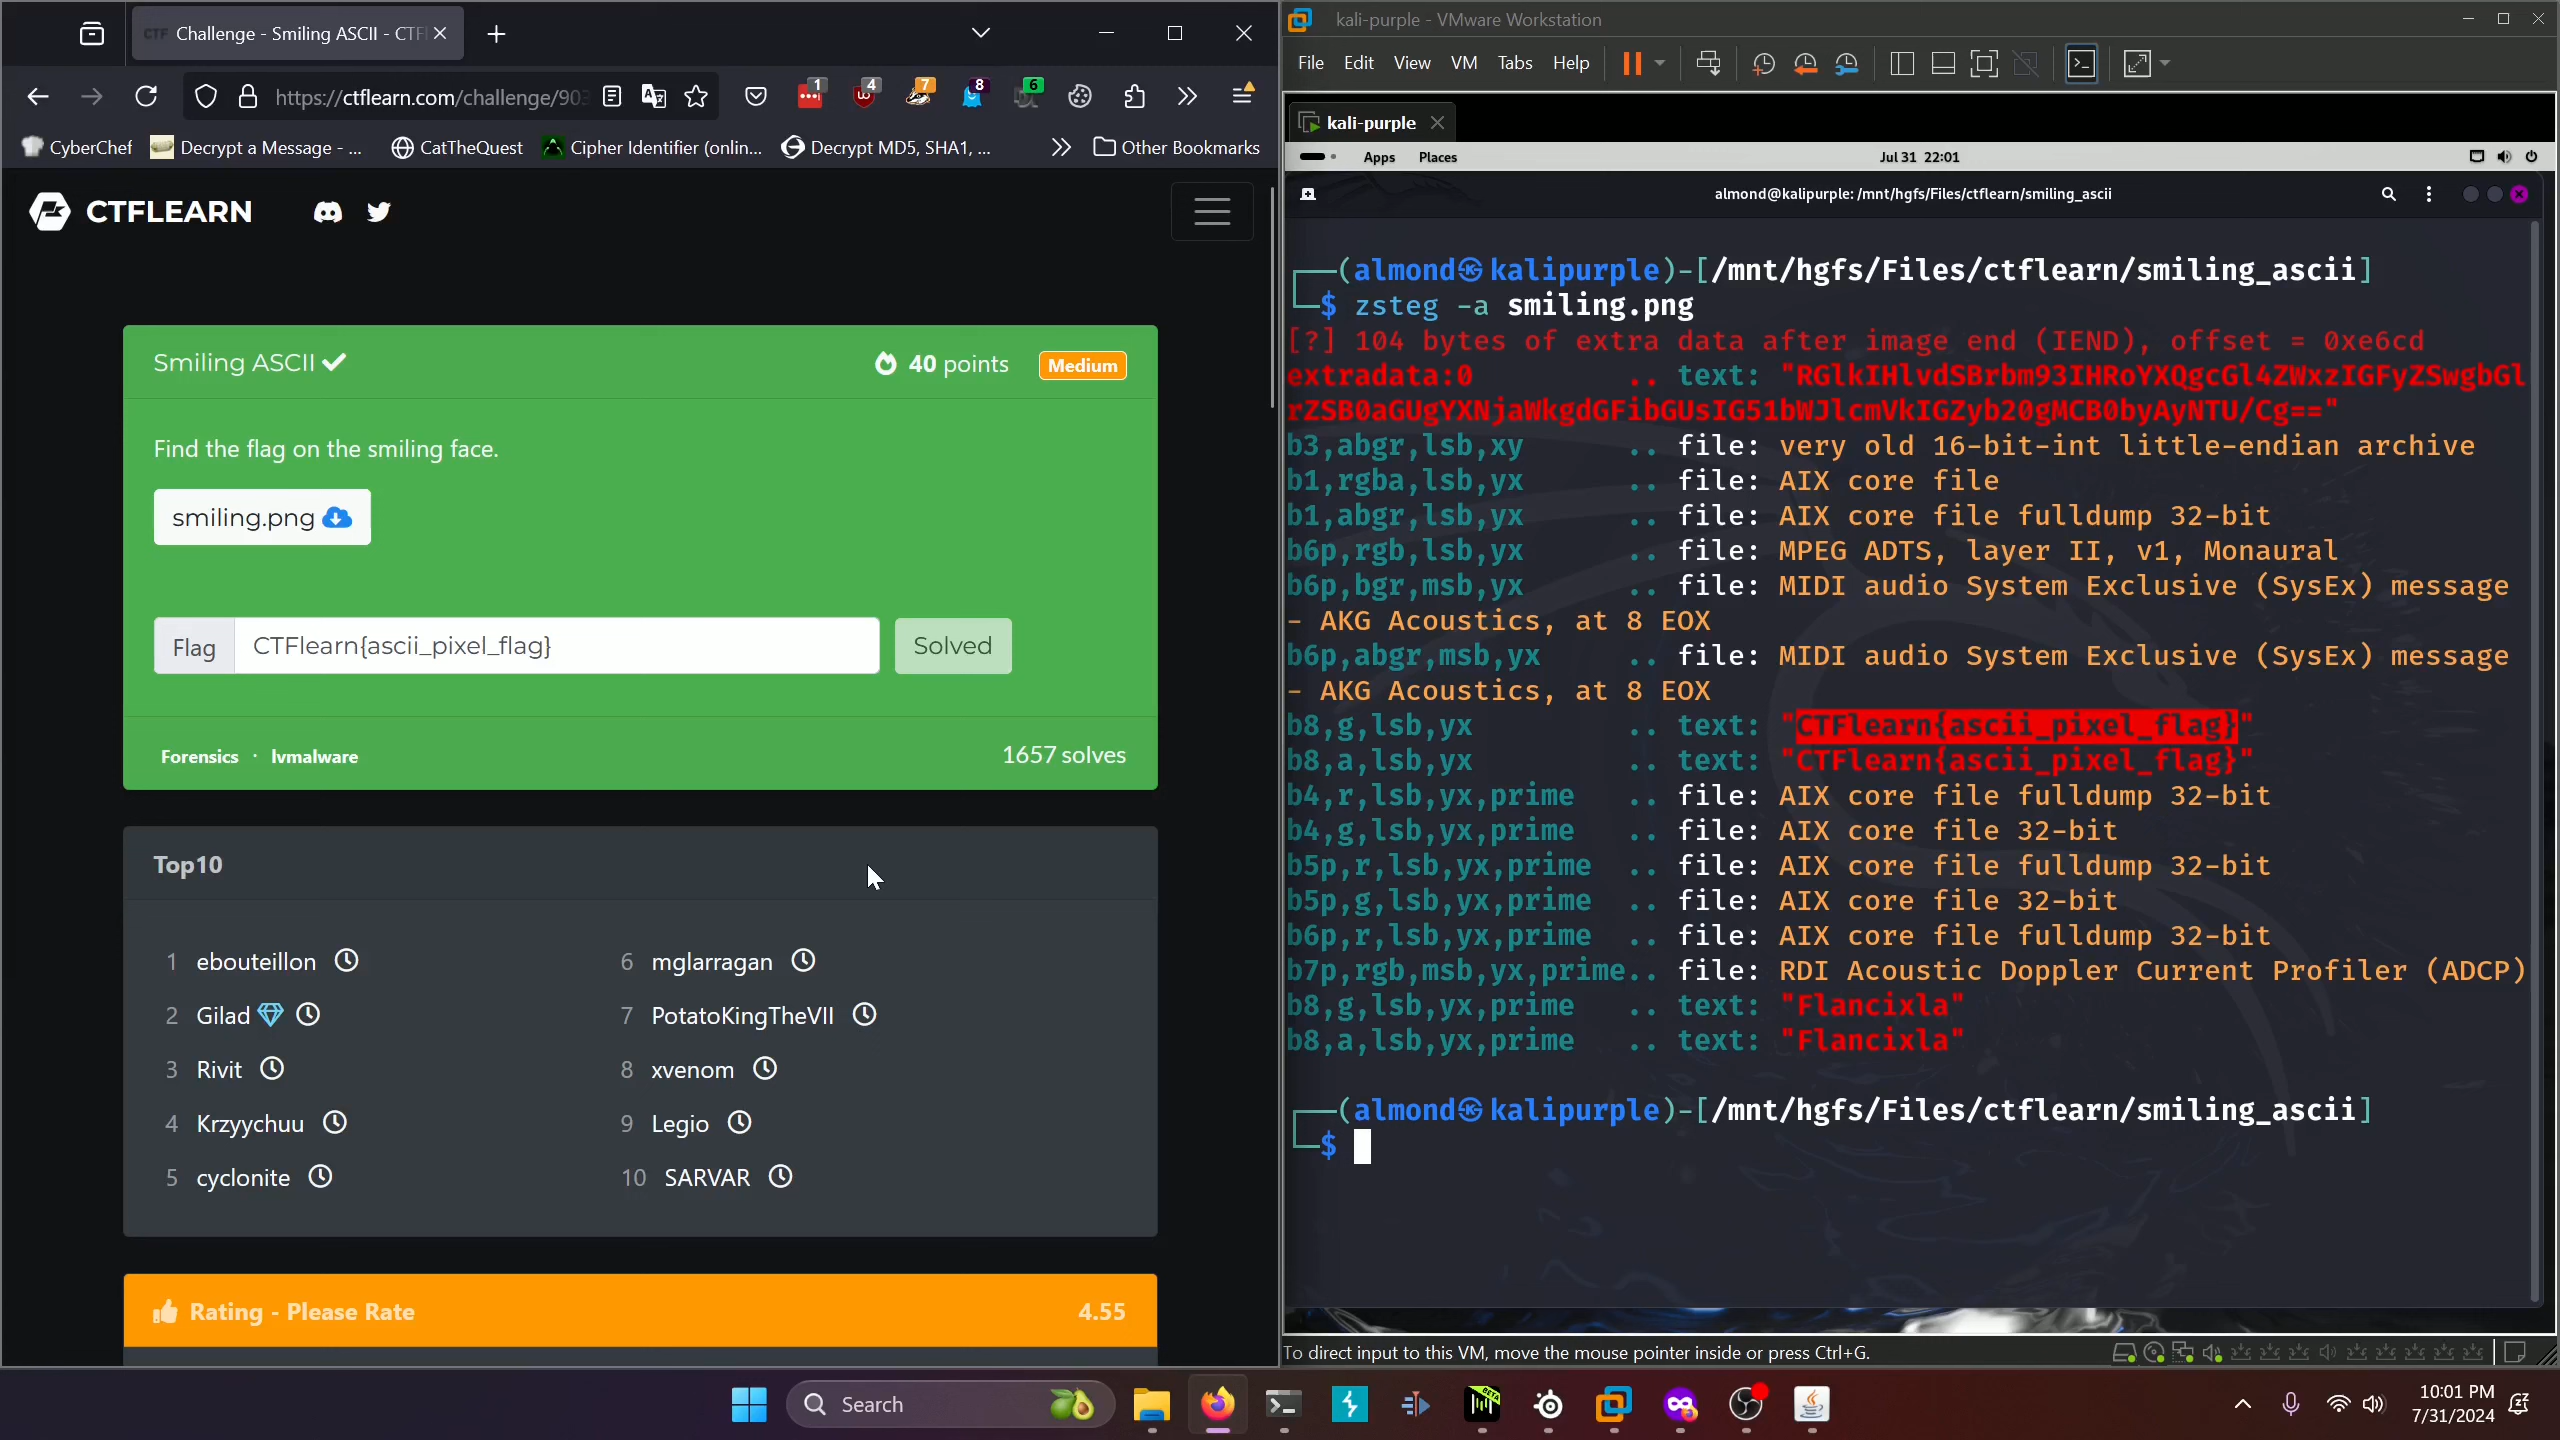 CTF Challenge - Smiling ASCII - CTF
https://ctflearn.com/challenge/903
1
4
7
8
6
CyberChef
Decrypt a Message - ...
CatTheQuest
Cipher Identifier (onlin...
Decrypt MD5, SHA1, ...
Other Bookmarks
CTFLEARN
Smiling ASCII
40 points
Medium
Find the flag on the smiling face.
smiling.png
Flag
CTFlearn{ascii_pixel_flag}
Solved
Forensics · lvmalware
1657 solves
Top10
1 ebouteillon
2 Gilad
3 Rivit
4 Krzyychuu
5 cyclonite
6 mglarragan
7 PotatoKingTheVII
8 xvenom
9 Legio
10 SARVAR
Rating - Please Rate
4.55
kali-purple - VMware Workstation
File Edit View VM Tabs Help
kali-purple
Apps Places
Jul 31 22:01
almond@kalipurple: /mnt/hgfs/Files/ctflearn/smiling_ascii
(almond㉿kalipurple)-[/mnt/hgfs/Files/ctflearn/smiling_ascii]
$ zsteg -a smiling.png
[?] 104 bytes of extra data after image end (IEND), offset = 0xe6cd
extradata:0 .. text: "RGlkIHlvdSBrbm93IHRoYXQgcGl4ZWxzIGFyZSwgbGl
rZSB0aGUgYXNjaWkgdGFibGUsIG51bWJlcmVkIGZyb20gMCB0byAyNTU/Cg=="
b3,abgr,lsb,xy .. file: very old 16-bit-int little-endian archive
b1,rgba,lsb,yx .. file: AIX core file
b1,abgr,lsb,yx .. file: AIX core file fulldump 32-bit
b6p,rgb,lsb,yx .. file: MPEG ADTS, layer II, v1, Monaural
b6p,bgr,msb,yx .. file: MIDI audio System Exclusive (SysEx) message
- AKG Acoustics, at 8 EOX
b6p,abgr,msb,yx .. file: MIDI audio System Exclusive (SysEx) message
- AKG Acoustics, at 8 EOX
b8,g,lsb,yx .. text: "CTFlearn{ascii_pixel_flag}"
b8,a,lsb,yx .. text: "CTFlearn{ascii_pixel_flag}"
b4,r,lsb,yx,prime .. file: AIX core file fulldump 32-bit
b4,g,lsb,yx,prime .. file: AIX core file 32-bit
b5p,r,lsb,yx,prime .. file: AIX core file fulldump 32-bit
b5p,g,lsb,yx,prime .. file: AIX core file 32-bit
b6p,r,lsb,yx,prime .. file: AIX core file fulldump 32-bit
b7p,rgb,msb,yx,prime.. file: RDI Acoustic Doppler Current Profiler (ADCP)
b8,g,lsb,yx,prime .. text: "Flancixla"
b8,a,lsb,yx,prime .. text: "Flancixla"
(almond㉿kalipurple)-[/mnt/hgfs/Files/ctflearn/smiling_ascii]
$
To direct input to this VM, move the mouse pointer inside or press Ctrl+G.
Search
BETA
10:01 PM
7/31/2024